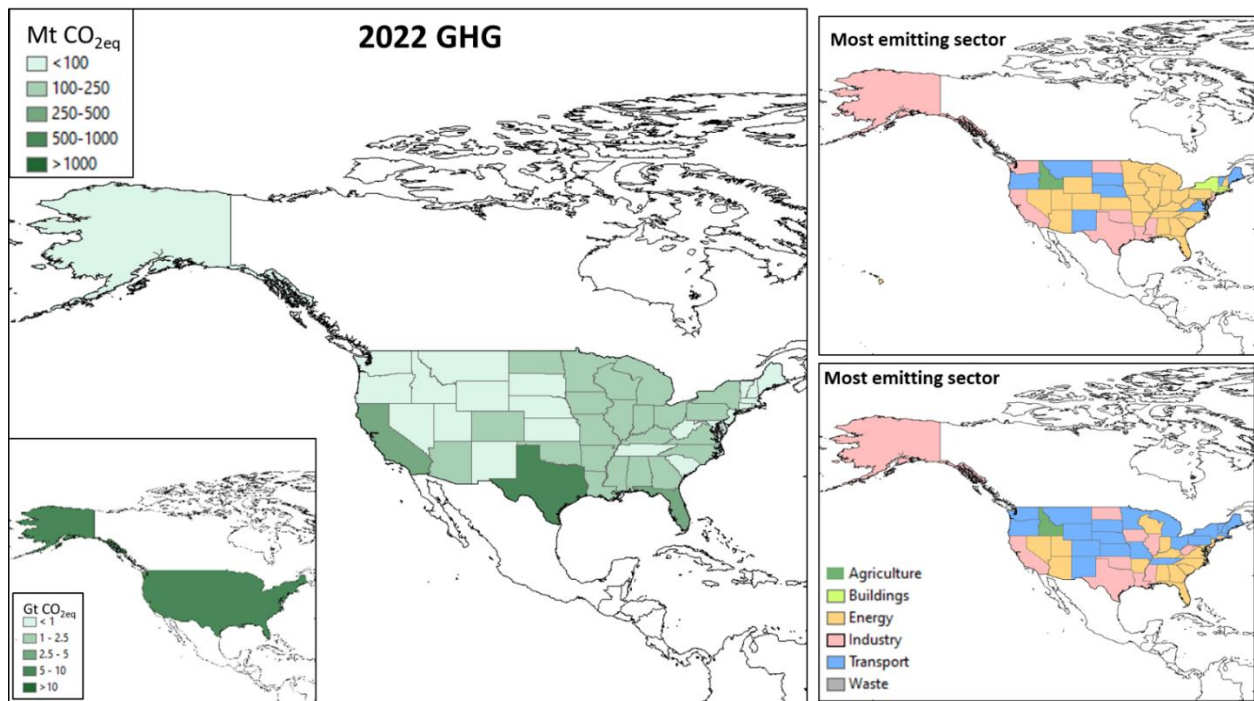 Mt CO2eq
<100
100-250
250-500
500-1000
>1000
2022 GHG
Gt CO2eq
< 1
1 - 2.5
2.5 - 5
5 - 10
>10
Most emitting sector
Most emitting sector
Agriculture
Buildings
Energy
Industry
Transport
Waste